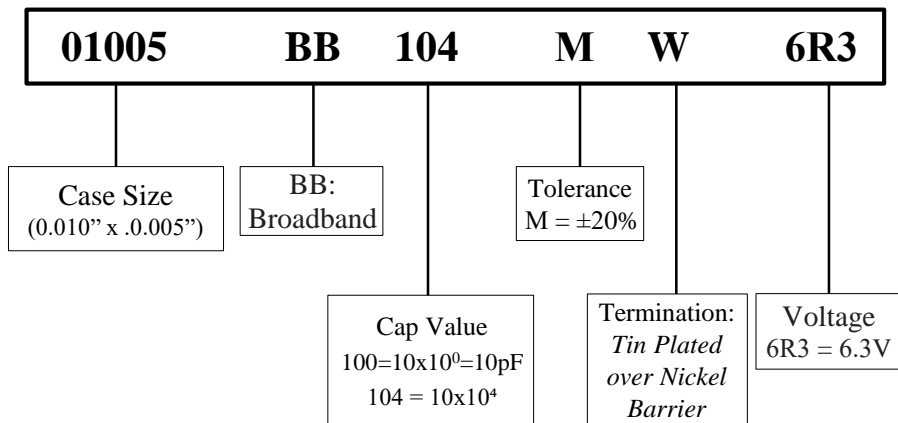 01005 BB 104 M W 6R3
Case Size
(0.010” x .0.005”)
BB:
Broadband
Cap Value
100=10x10⁰=10pF
104 = 10x10⁴
Tolerance
M = ±20%
Termination:
Tin Plated
over Nickel
Barrier
Voltage
6R3 = 6.3V